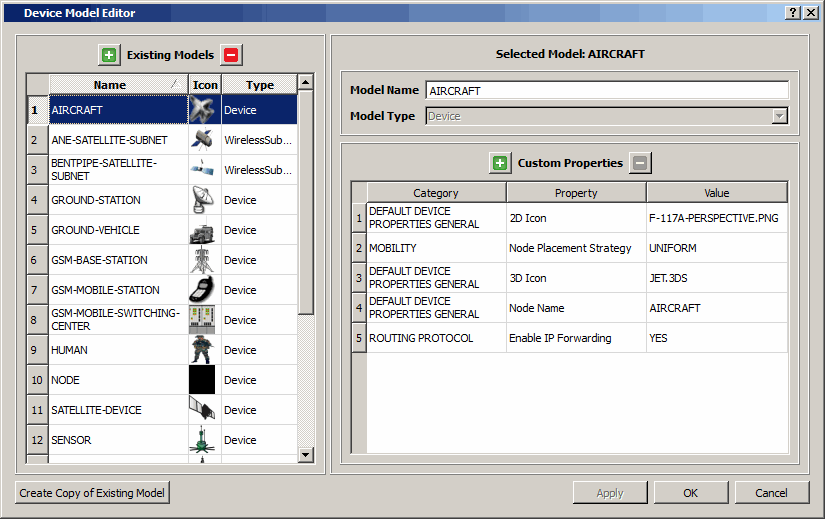 Device Model Editor
Existing Models
Name Icon Type
1 AIRCRAFT Device
2 ANE-SATELLITE-SUBNET WirelessSub...
3 BENTPIPE-SATELLITE-SUBNET WirelessSub...
4 GROUND-STATION Device
5 GROUND-VEHICLE Device
6 GSM-BASE-STATION Device
7 GSM-MOBILE-STATION Device
8 GSM-MOBILE-SWITCHING-CENTER Device
9 HUMAN Device
10 NODE Device
11 SATELLITE-DEVICE Device
12 SENSOR Device
Create Copy of Existing Model
Selected Model: AIRCRAFT
Model Name AIRCRAFT
Model Type Device
Custom Properties
Category Property Value
1 DEFAULT DEVICE PROPERTIES GENERAL 2D Icon F-117A-PERSPECTIVE.PNG
2 MOBILITY Node Placement Strategy UNIFORM
3 DEFAULT DEVICE PROPERTIES GENERAL 3D Icon JET.3DS
4 DEFAULT DEVICE PROPERTIES GENERAL Node Name AIRCRAFT
5 ROUTING PROTOCOL Enable IP Forwarding YES
Apply OK Cancel